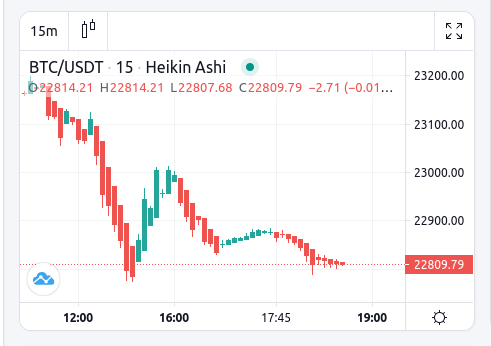 15m
BTC/USDT · 15 · Heikin Ashi
O22814.21 H22814.21 L22807.68 C22809.79 −2.71 (−0.01...
23200.00
23100.00
23000.00
22900.00
22809.79
12:00 16:00 17:45 19:00